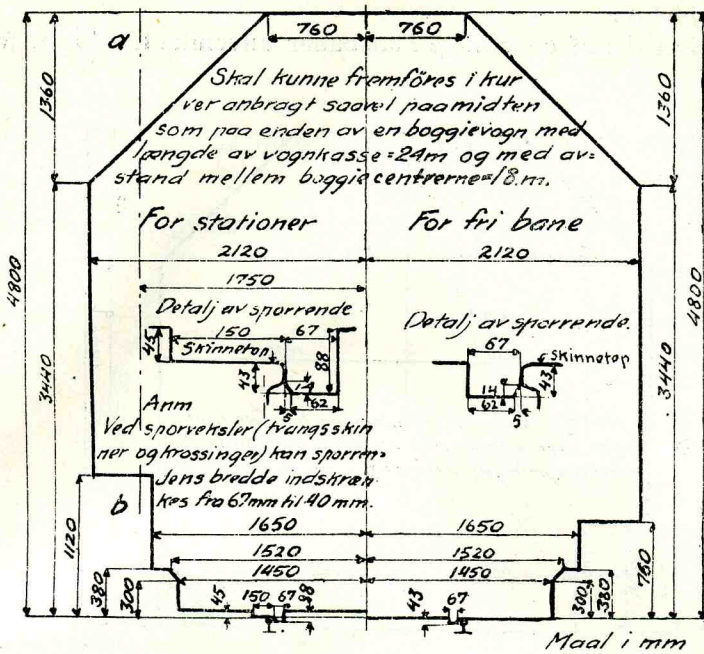 a
760
760
1360
1360
Skal kunne fremföres i kur
ver anbragt saavel paa midten
som paa enden av en boggievogn med
længde av vognkasse=24m og med av=
stand mellem boggiecentrerne=18.m.
For stationer
For fri bane
2120
2120
1750
4800
4800
3440
3440
Detalj av sporrende
150
67
45
Skinnetop
88
43
14
62
5
Detalj av sporrende.
67
Skinnetop
43
14
62
5
Anm
Ved sporveksler (tvangsskin
ner og krossinger) kan sporren=
dens bredde indskræn
kes fra 67mm til 40mm.
b
1120
1650
1650
1520
1520
1450
1450
760
380
300
300
380
45
150
67
88
43
67
Maal i mm